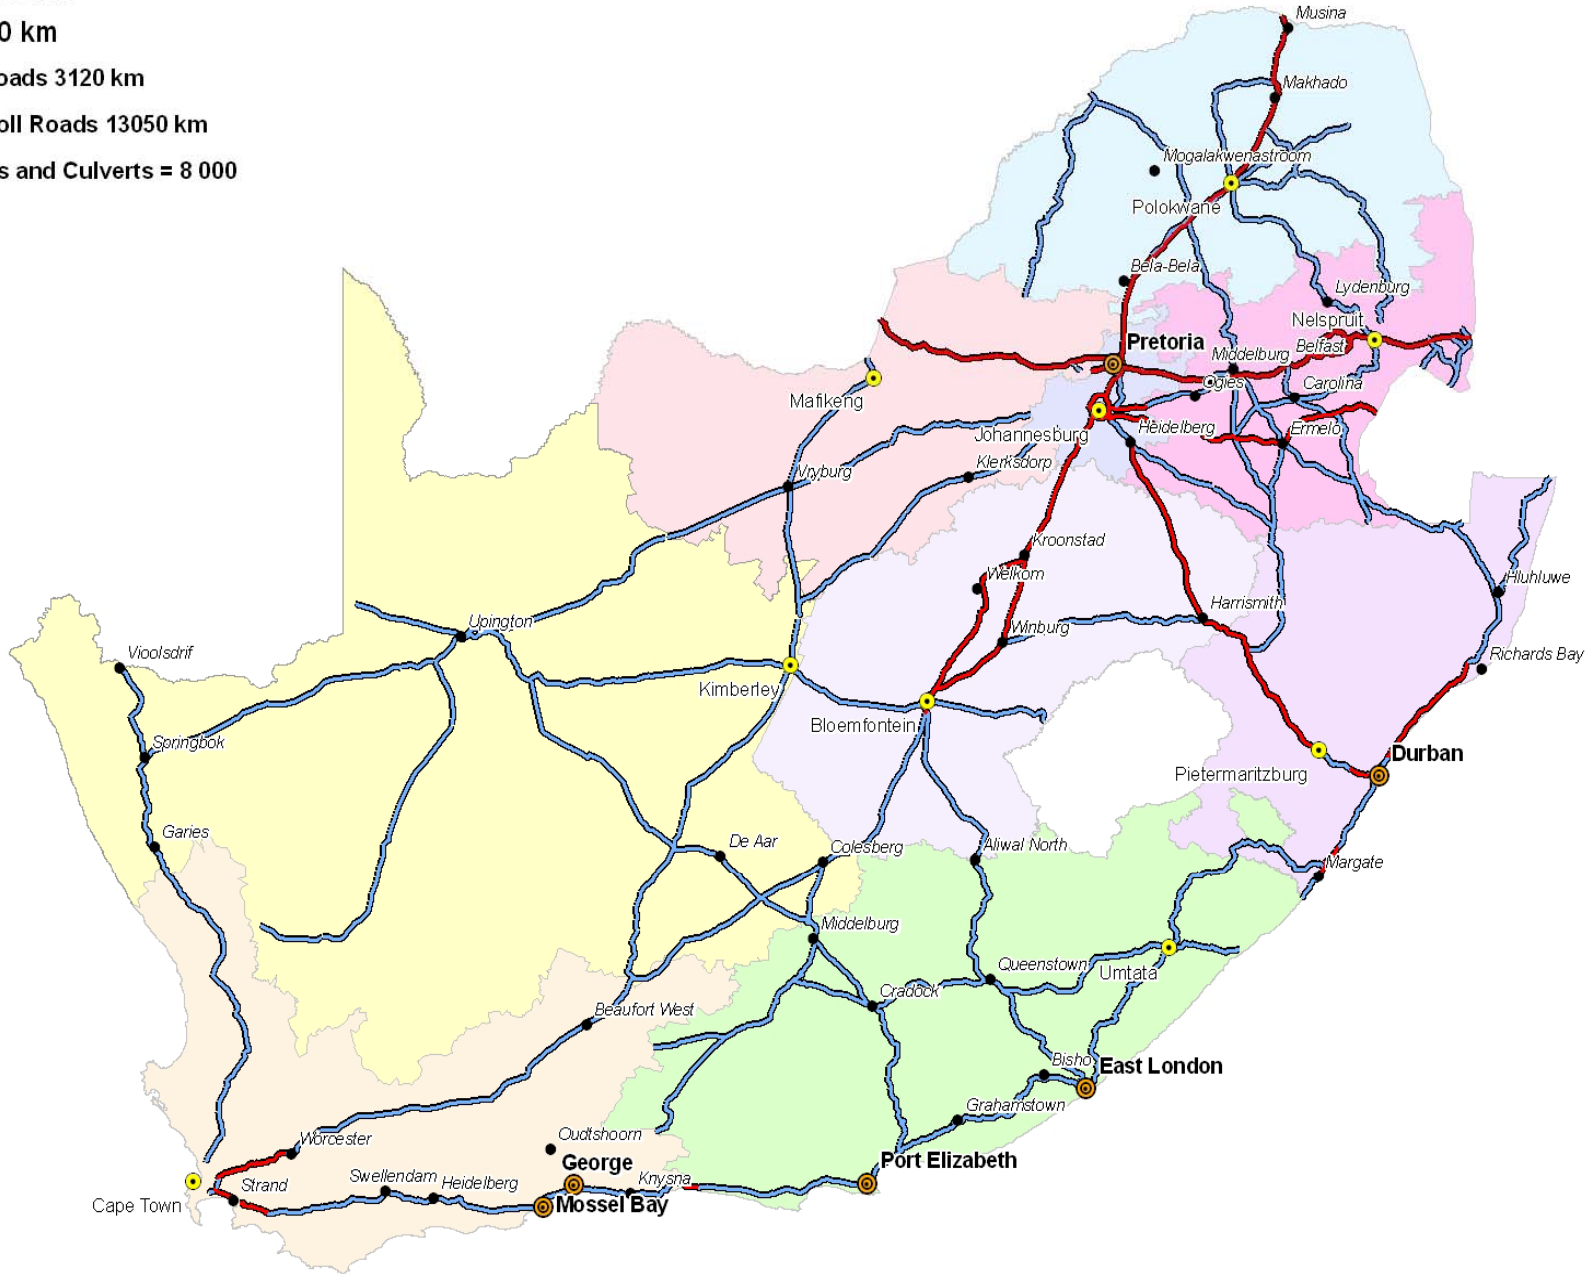 0 km
oads 3120 km
oll Roads 13050 km
s and Culverts = 8 000
Musina
Makhado
Mogalakwenastroom
Polokwane
Bela-Bela
Lydenburg
Nelspruit
Pretoria
Middelburg
Belfast
Ogies
Carolina
Mafikeng
Johannesburg
Heidelberg
Ermelo
Vryburg
Klerksdorp
Kroonstad
Welkom
Hluhluwe
Harrismith
Upington
Winburg
Vioolsdrif
Richards Bay
Kimberley
Bloemfontein
Springbok
Durban
Pietermaritzburg
Garies
De Aar
Colesberg
Aliwal North
Margate
Middelburg
Queenstown
Umtata
Cradock
Beaufort West
Bisho
East London
Grahamstown
Worcester
Oudtshoorn
George
Port Elizabeth
Swellendam
Heidelberg
Knysna
Strand
Cape Town
Mossel Bay